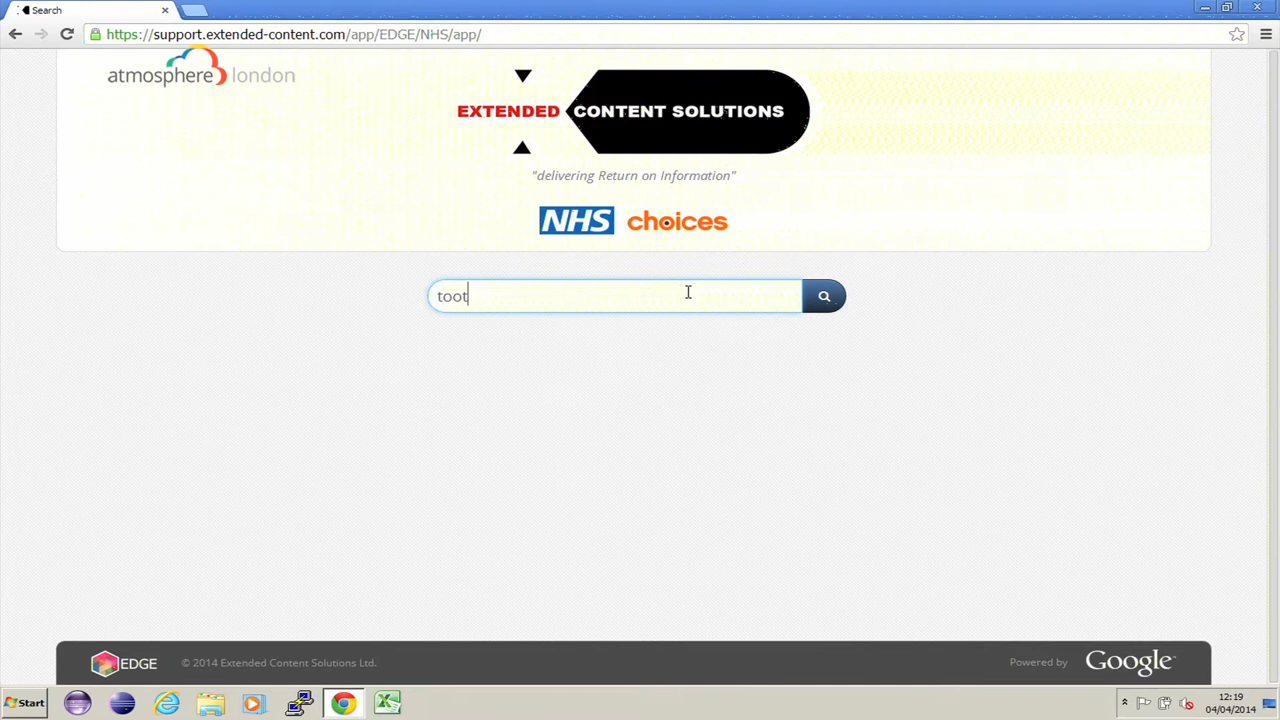 Search
https://support.extended-content.com/app/EDGE/NHS/app/
atmosphere london
EXTENDED CONTENT SOLUTIONS
"delivering Return on Information"
NHS choices
toot
EDGE © 2014 Extended Content Solutions Ltd. Powered by Google
Start
12:19
04/04/2014